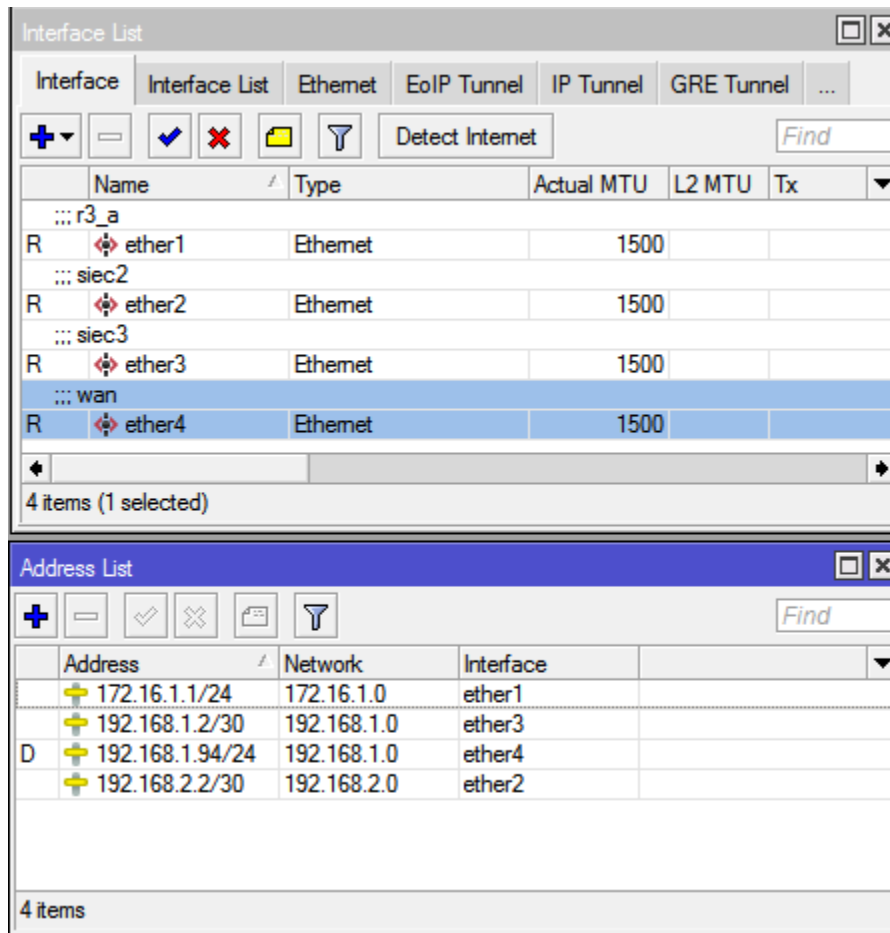 Interface List
Interface Interface List Ethernet EoIP Tunnel IP Tunnel GRE Tunnel ...
Detect Internet Find
Name Type Actual MTU L2 MTU Tx
;;; r3_a
R ether1 Ethernet 1500
;;; siec2
R ether2 Ethernet 1500
;;; siec3
R ether3 Ethernet 1500
;;; wan
R ether4 Ethernet 1500
4 items (1 selected)
Address List
Find
Address Network Interface
172.16.1.1/24 172.16.1.0 ether1
192.168.1.2/30 192.168.1.0 ether3
D 192.168.1.94/24 192.168.1.0 ether4
192.168.2.2/30 192.168.2.0 ether2
4 items